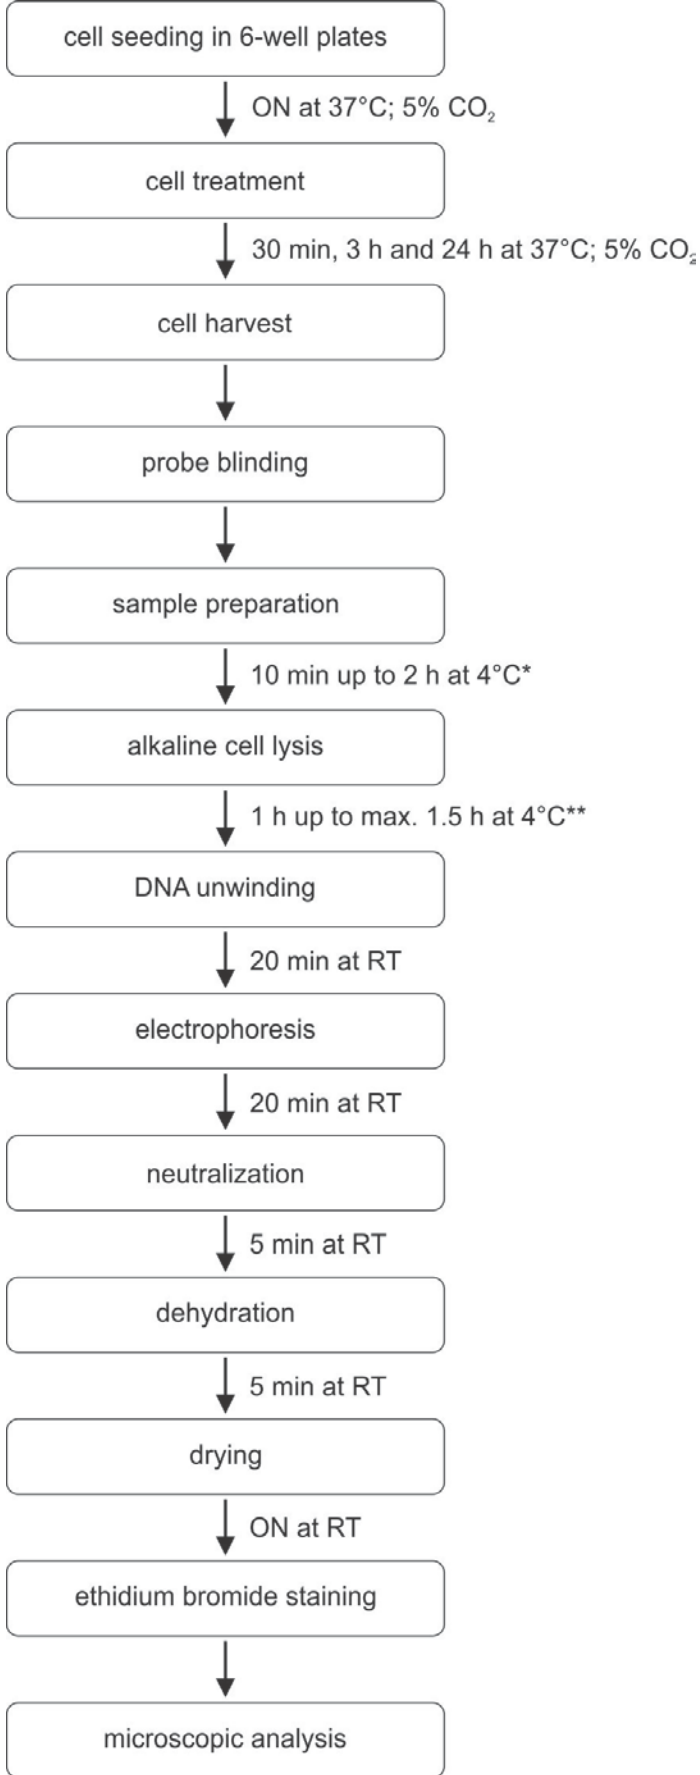 cell seeding in 6-well plates
ON at 37°C; 5% CO₂
cell treatment
30 min, 3 h and 24 h at 37°C; 5% CO₂
cell harvest
probe blinding
sample preparation
10 min up to 2 h at 4°C*
alkaline cell lysis
1 h up to max. 1.5 h at 4°C**
DNA unwinding
20 min at RT
electrophoresis
20 min at RT
neutralization
5 min at RT
dehydration
5 min at RT
drying
ON at RT
ethidium bromide staining
microscopic analysis